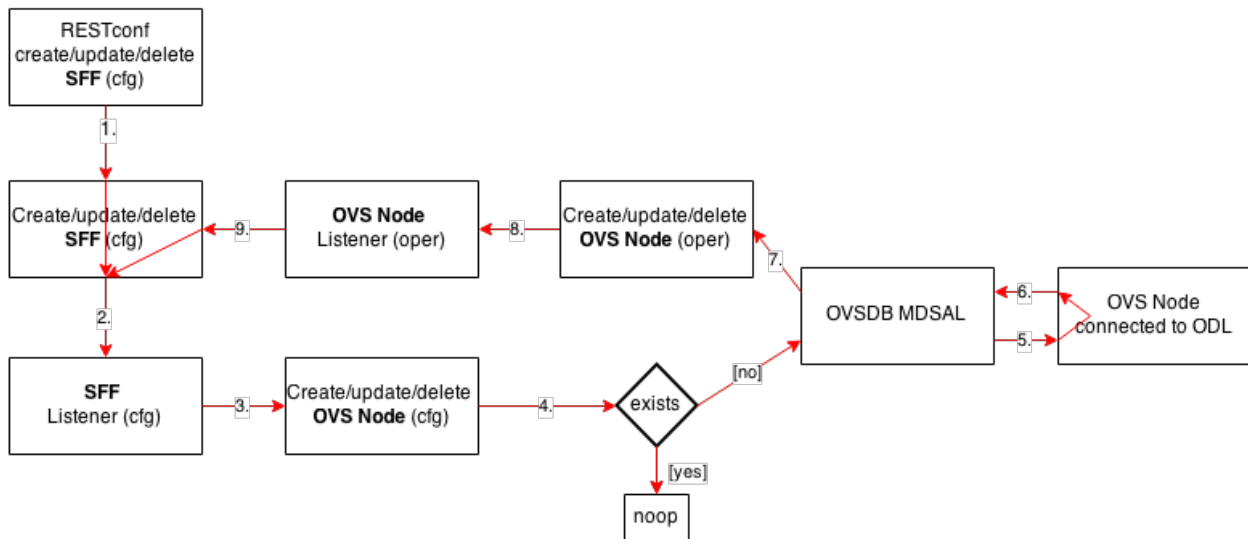 RESTconf
create/update/delete
SFF (cfg)
1.
Create/update/delete
SFF (cfg)
9.
OVS Node
Listener (oper)
8.
Create/update/delete
OVS Node (oper)
7.
OVSDB MDSAL
6.
5.
OVS Node
connected to ODL
2.
SFF
Listener (cfg)
3.
Create/update/delete
OVS Node (cfg)
4.
exists
[no]
[yes]
noop